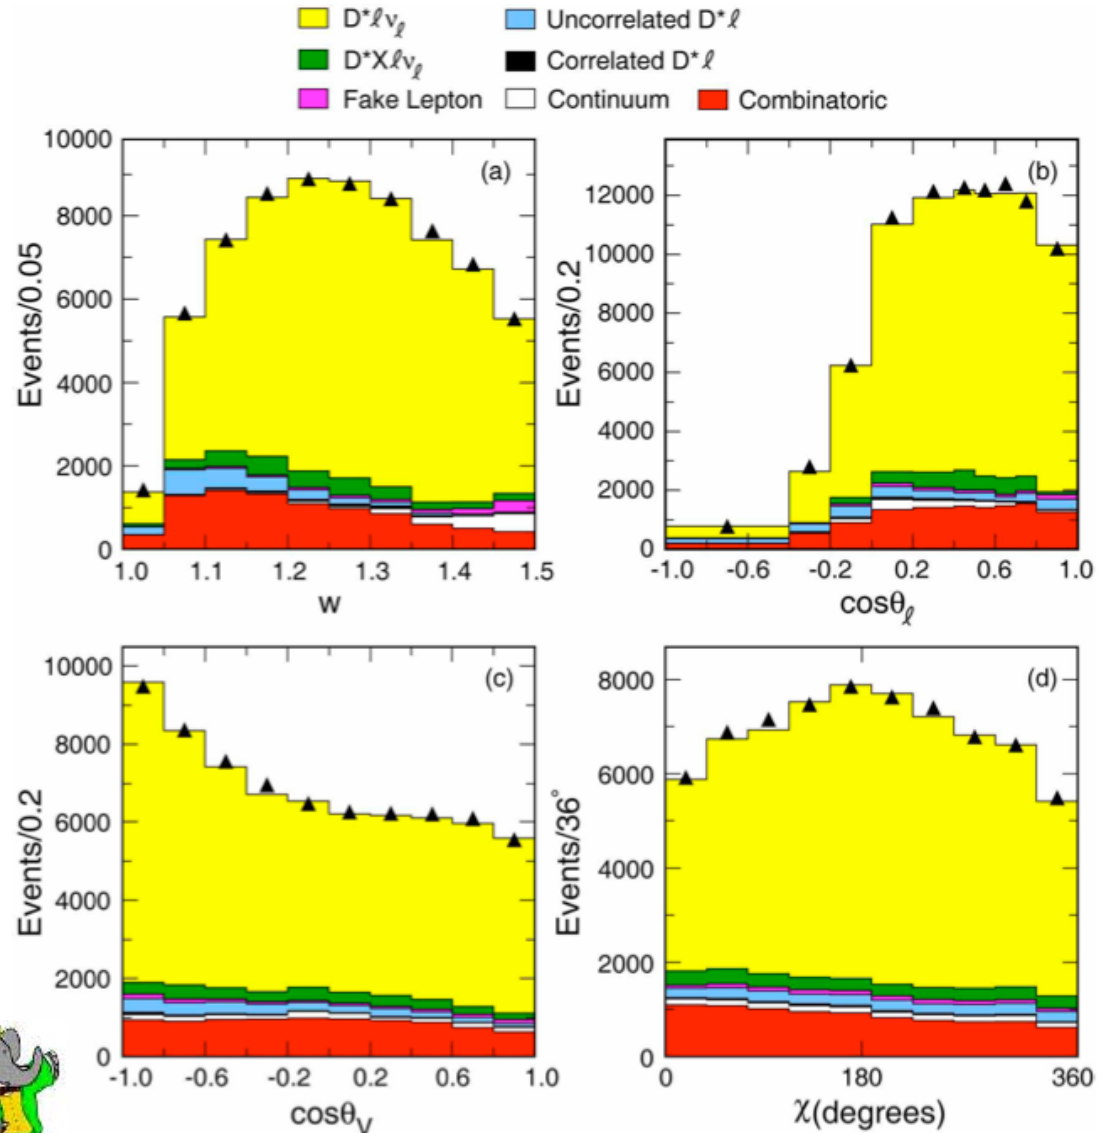 D*ℓν_ℓ Uncorrelated D*ℓ
D*Xℓν_ℓ Correlated D*ℓ
Fake Lepton Continuum Combinatoric
(a)
Events/0.05
10000
8000
6000
4000
2000
0
1.0 1.1 1.2 1.3 1.4 1.5
w
(b)
Events/0.2
12000
10000
8000
6000
4000
2000
0
-1.0 -0.6 -0.2 0.2 0.6 1.0
cosθ_ℓ
(c)
Events/0.2
10000
8000
6000
4000
2000
0
-1.0 -0.6 -0.2 0.2 0.6 1.0
cosθ_V
(d)
Events/36°
8000
6000
4000
2000
0
0 180 360
χ(degrees)